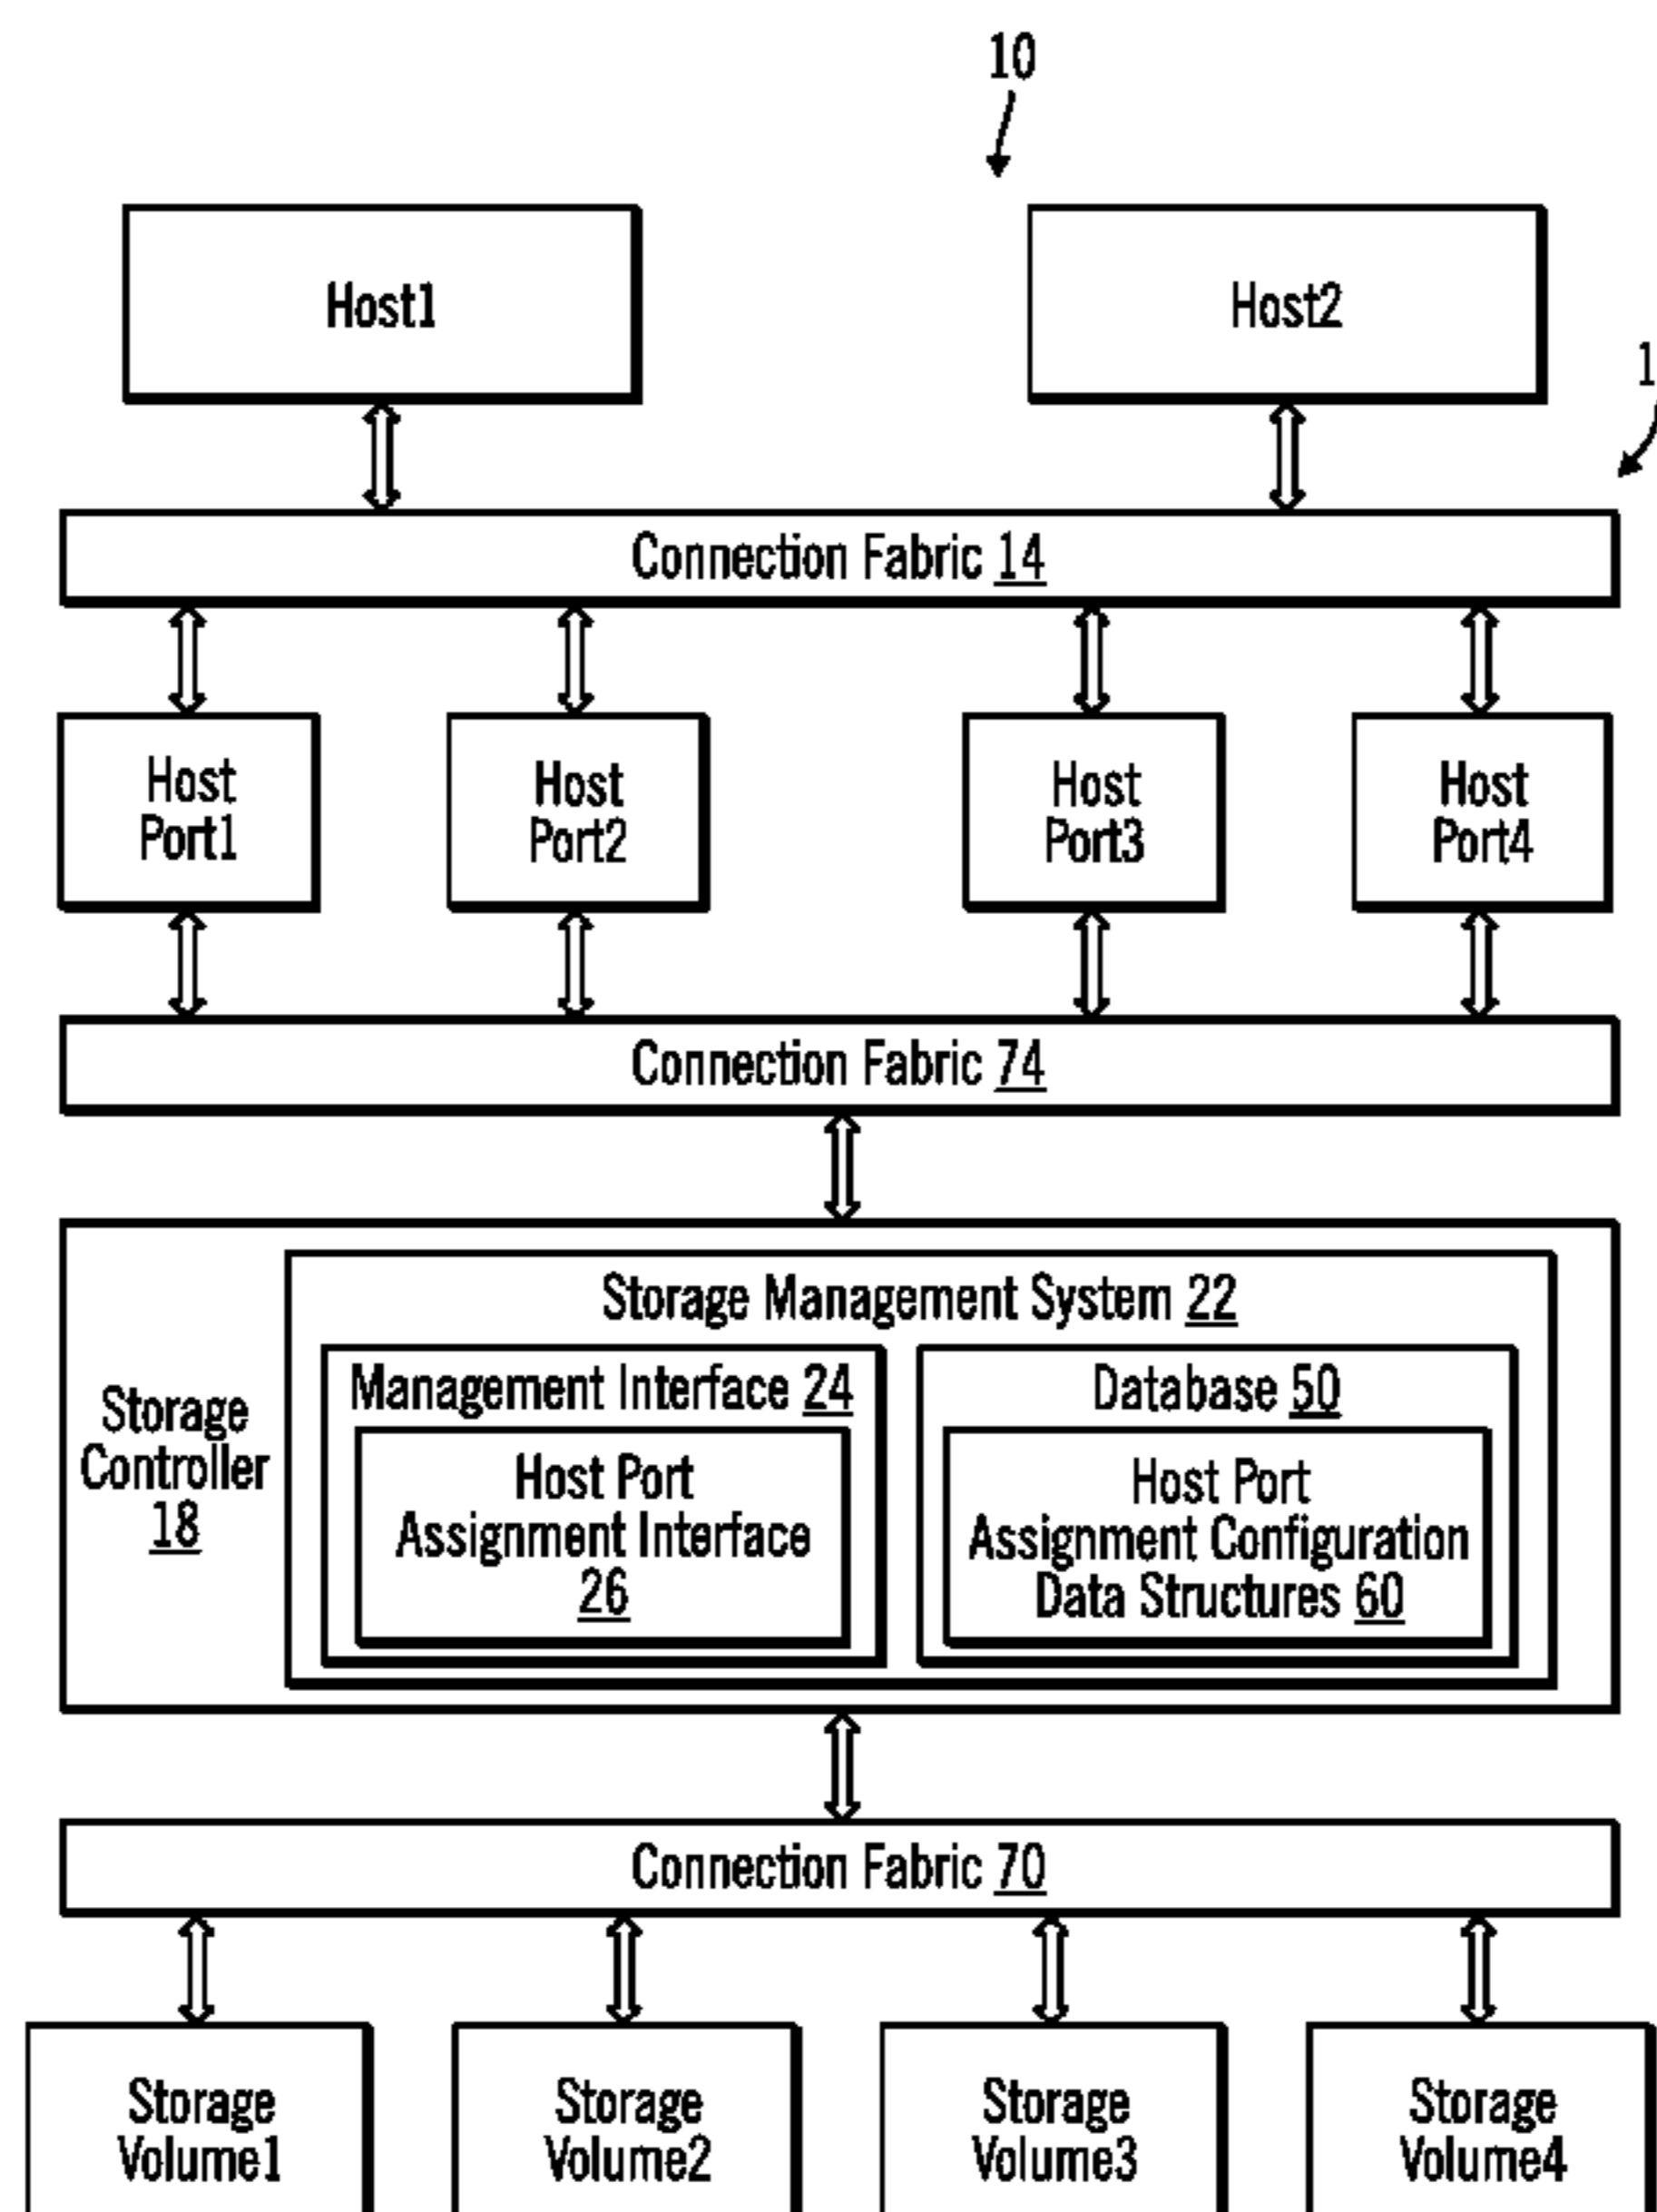 10
Host1
Host2
1
Connection Fabric 14
Host
Port1
Host
Port2
Host
Port3
Host
Port4
Connection Fabric 74
Storage Management System 22
Management Interface 24
Database 50
Storage
Controller
18
Host Port
Assignment Interface
26
Host Port
Assignment Configuration
Data Structures 60
Connection Fabric 70
Storage
Volume1
Storage
Volume2
Storage
Volume3
Storage
Volume4